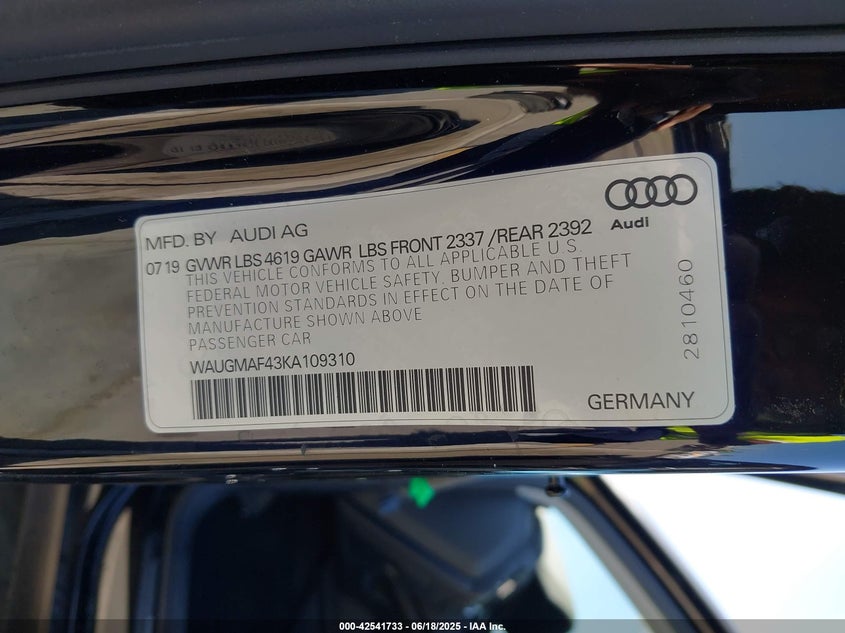 Audi
MFD. BY AUDI AG
07 19 GVWR LBS 4619 GAWR LBS FRONT 2337 /REAR 2392
THIS VEHICLE CONFORMS TO ALL APPLICABLE U.S.
FEDERAL MOTOR VEHICLE SAFETY, BUMPER AND THEFT
PREVENTION STANDARDS IN EFFECT ON THE DATE OF
MANUFACTURE SHOWN ABOVE
PASSENGER CAR
WAUGMAF43KA109310
GERMANY
2810460
000-42541733 / 06/18/2025 - IAA Inc.